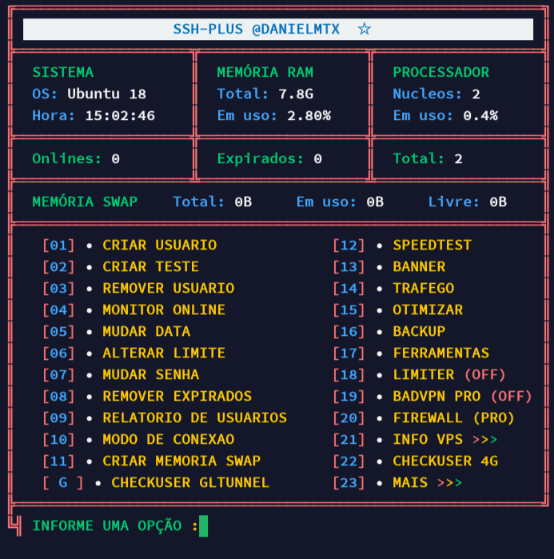 SSH-PLUS @DANIELMTX ☆
SISTEMA MEMÓRIA RAM PROCESSADOR
OS: Ubuntu 18 Total: 7.8G Nucleos: 2
Hora: 15:02:46 Em uso: 2.80% Em uso: 0.4%
Onlines: 0 Expirados: 0 Total: 2
MEMÓRIA SWAP Total: 0B Em uso: 0B Livre: 0B
[01] • CRIAR USUARIO [12] • SPEEDTEST
[02] • CRIAR TESTE [13] • BANNER
[03] • REMOVER USUARIO [14] • TRAFEGO
[04] • MONITOR ONLINE [15] • OTIMIZAR
[05] • MUDAR DATA [16] • BACKUP
[06] • ALTERAR LIMITE [17] • FERRAMENTAS
[07] • MUDAR SENHA [18] • LIMITER (OFF)
[08] • REMOVER EXPIRADOS [19] • BADVPN PRO (OFF)
[09] • RELATORIO DE USUARIOS [20] • FIREWALL (PRO)
[10] • MODO DE CONEXAO [21] • INFO VPS >>>
[11] • CRIAR MEMORIA SWAP [22] • CHECKUSER 4G
[ G ] • CHECKUSER GLTUNNEL [23] • MAIS >>>
INFORME UMA OPÇÃO :